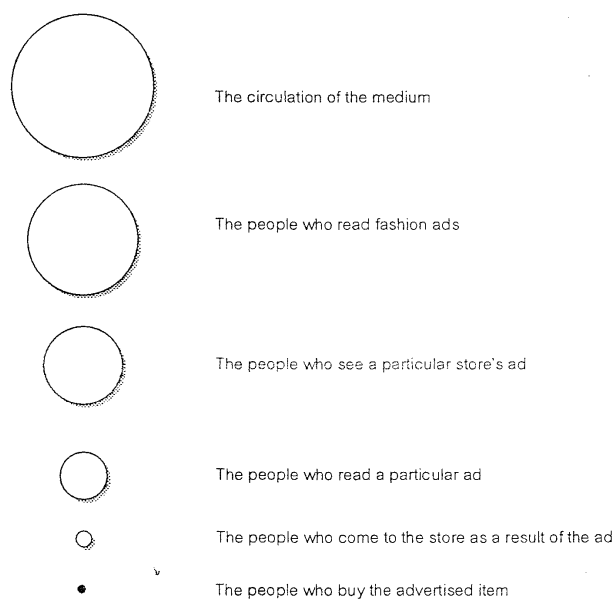 The circulation of the medium
The people who read fashion ads
The people who see a particular store's ad
The people who read a particular ad
The people who come to the store as a result of the ad
The people who buy the advertised item